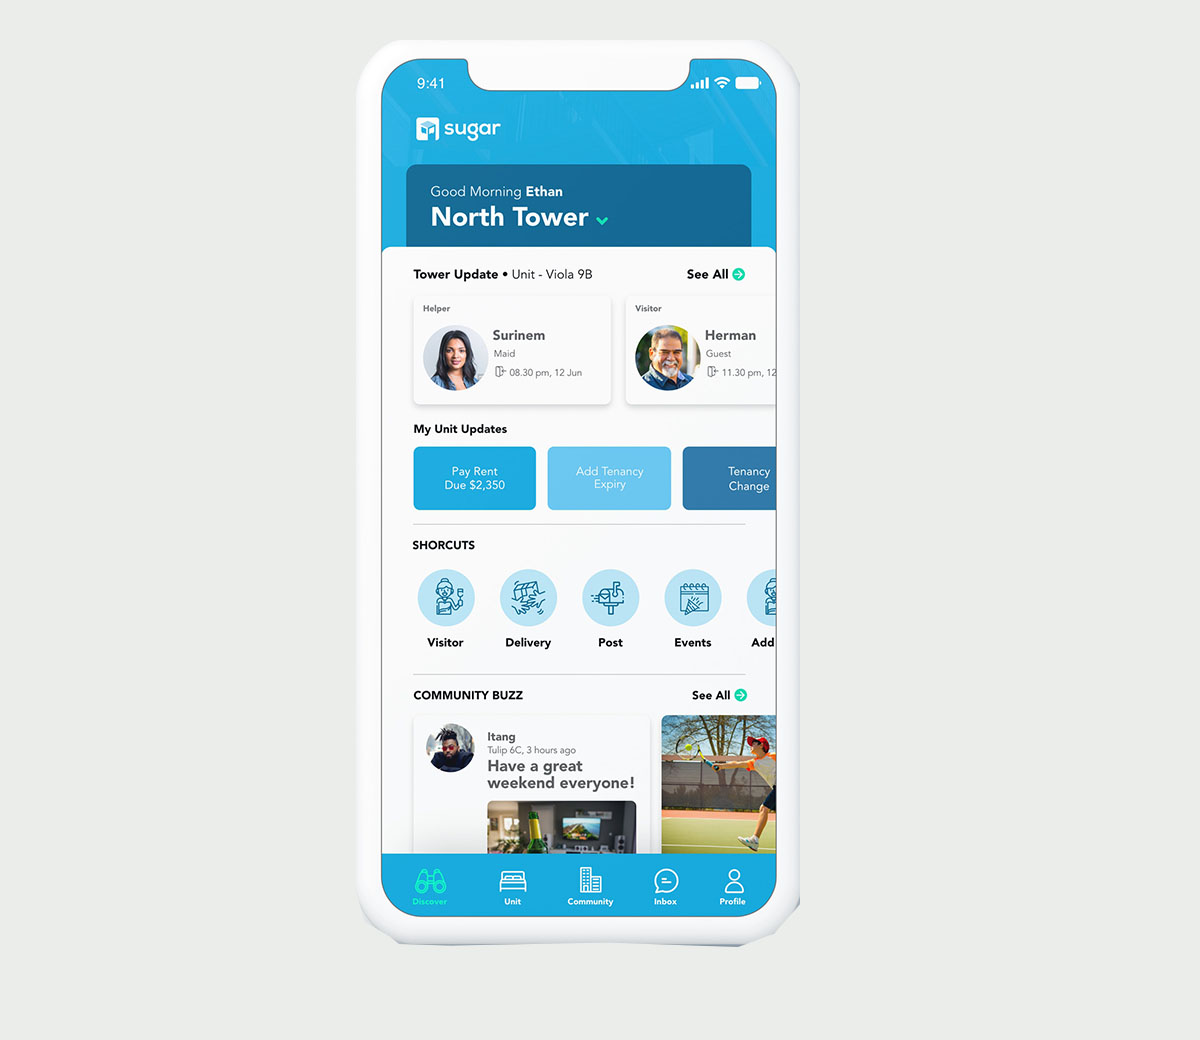 9:41
sugar
Good Morning Ethan
North Tower
Tower Update • Unit - Viola 9B
See All
Helper
Surinem
Maid
08.30 pm, 12 Jun
Visitor
Herman
Guest
11.30 pm, 12
My Unit Updates
Pay Rent
Due $2,350
Add Tenancy
Expiry
Tenancy
Change
SHORCUTS
Visitor
Delivery
Post
Events
Add
COMMUNITY BUZZ
See All
Itang
Tulip 6C, 3 hours ago
Have a great
weekend everyone!
Discover
Unit
Community
Inbox
Profile